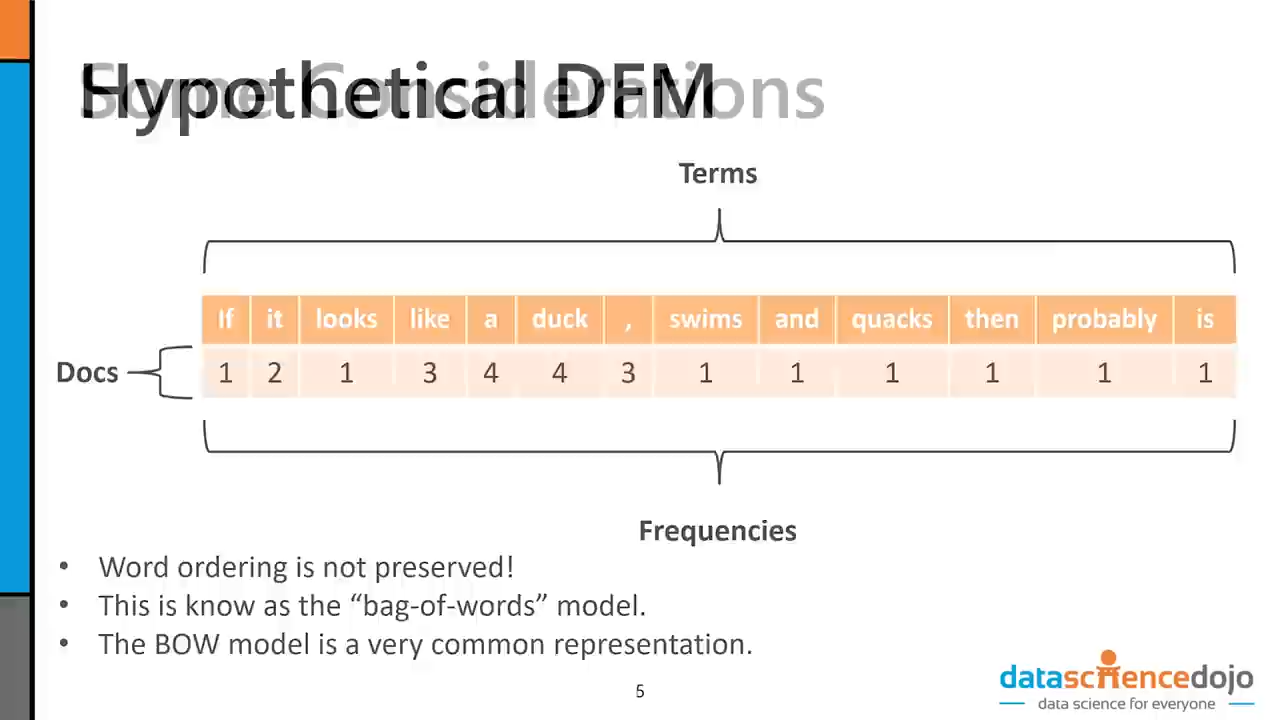 Hypothetical DFM
Some Considerations
Terms
If it looks like a duck , swims and quacks then probably is
Docs
1 2 1 3 4 4 3 1 1 1 1 1 1
Frequencies
• Word ordering is not preserved!
• This is know as the “bag-of-words” model.
• The BOW model is a very common representation.
datasciencedojo
data science for everyone
5